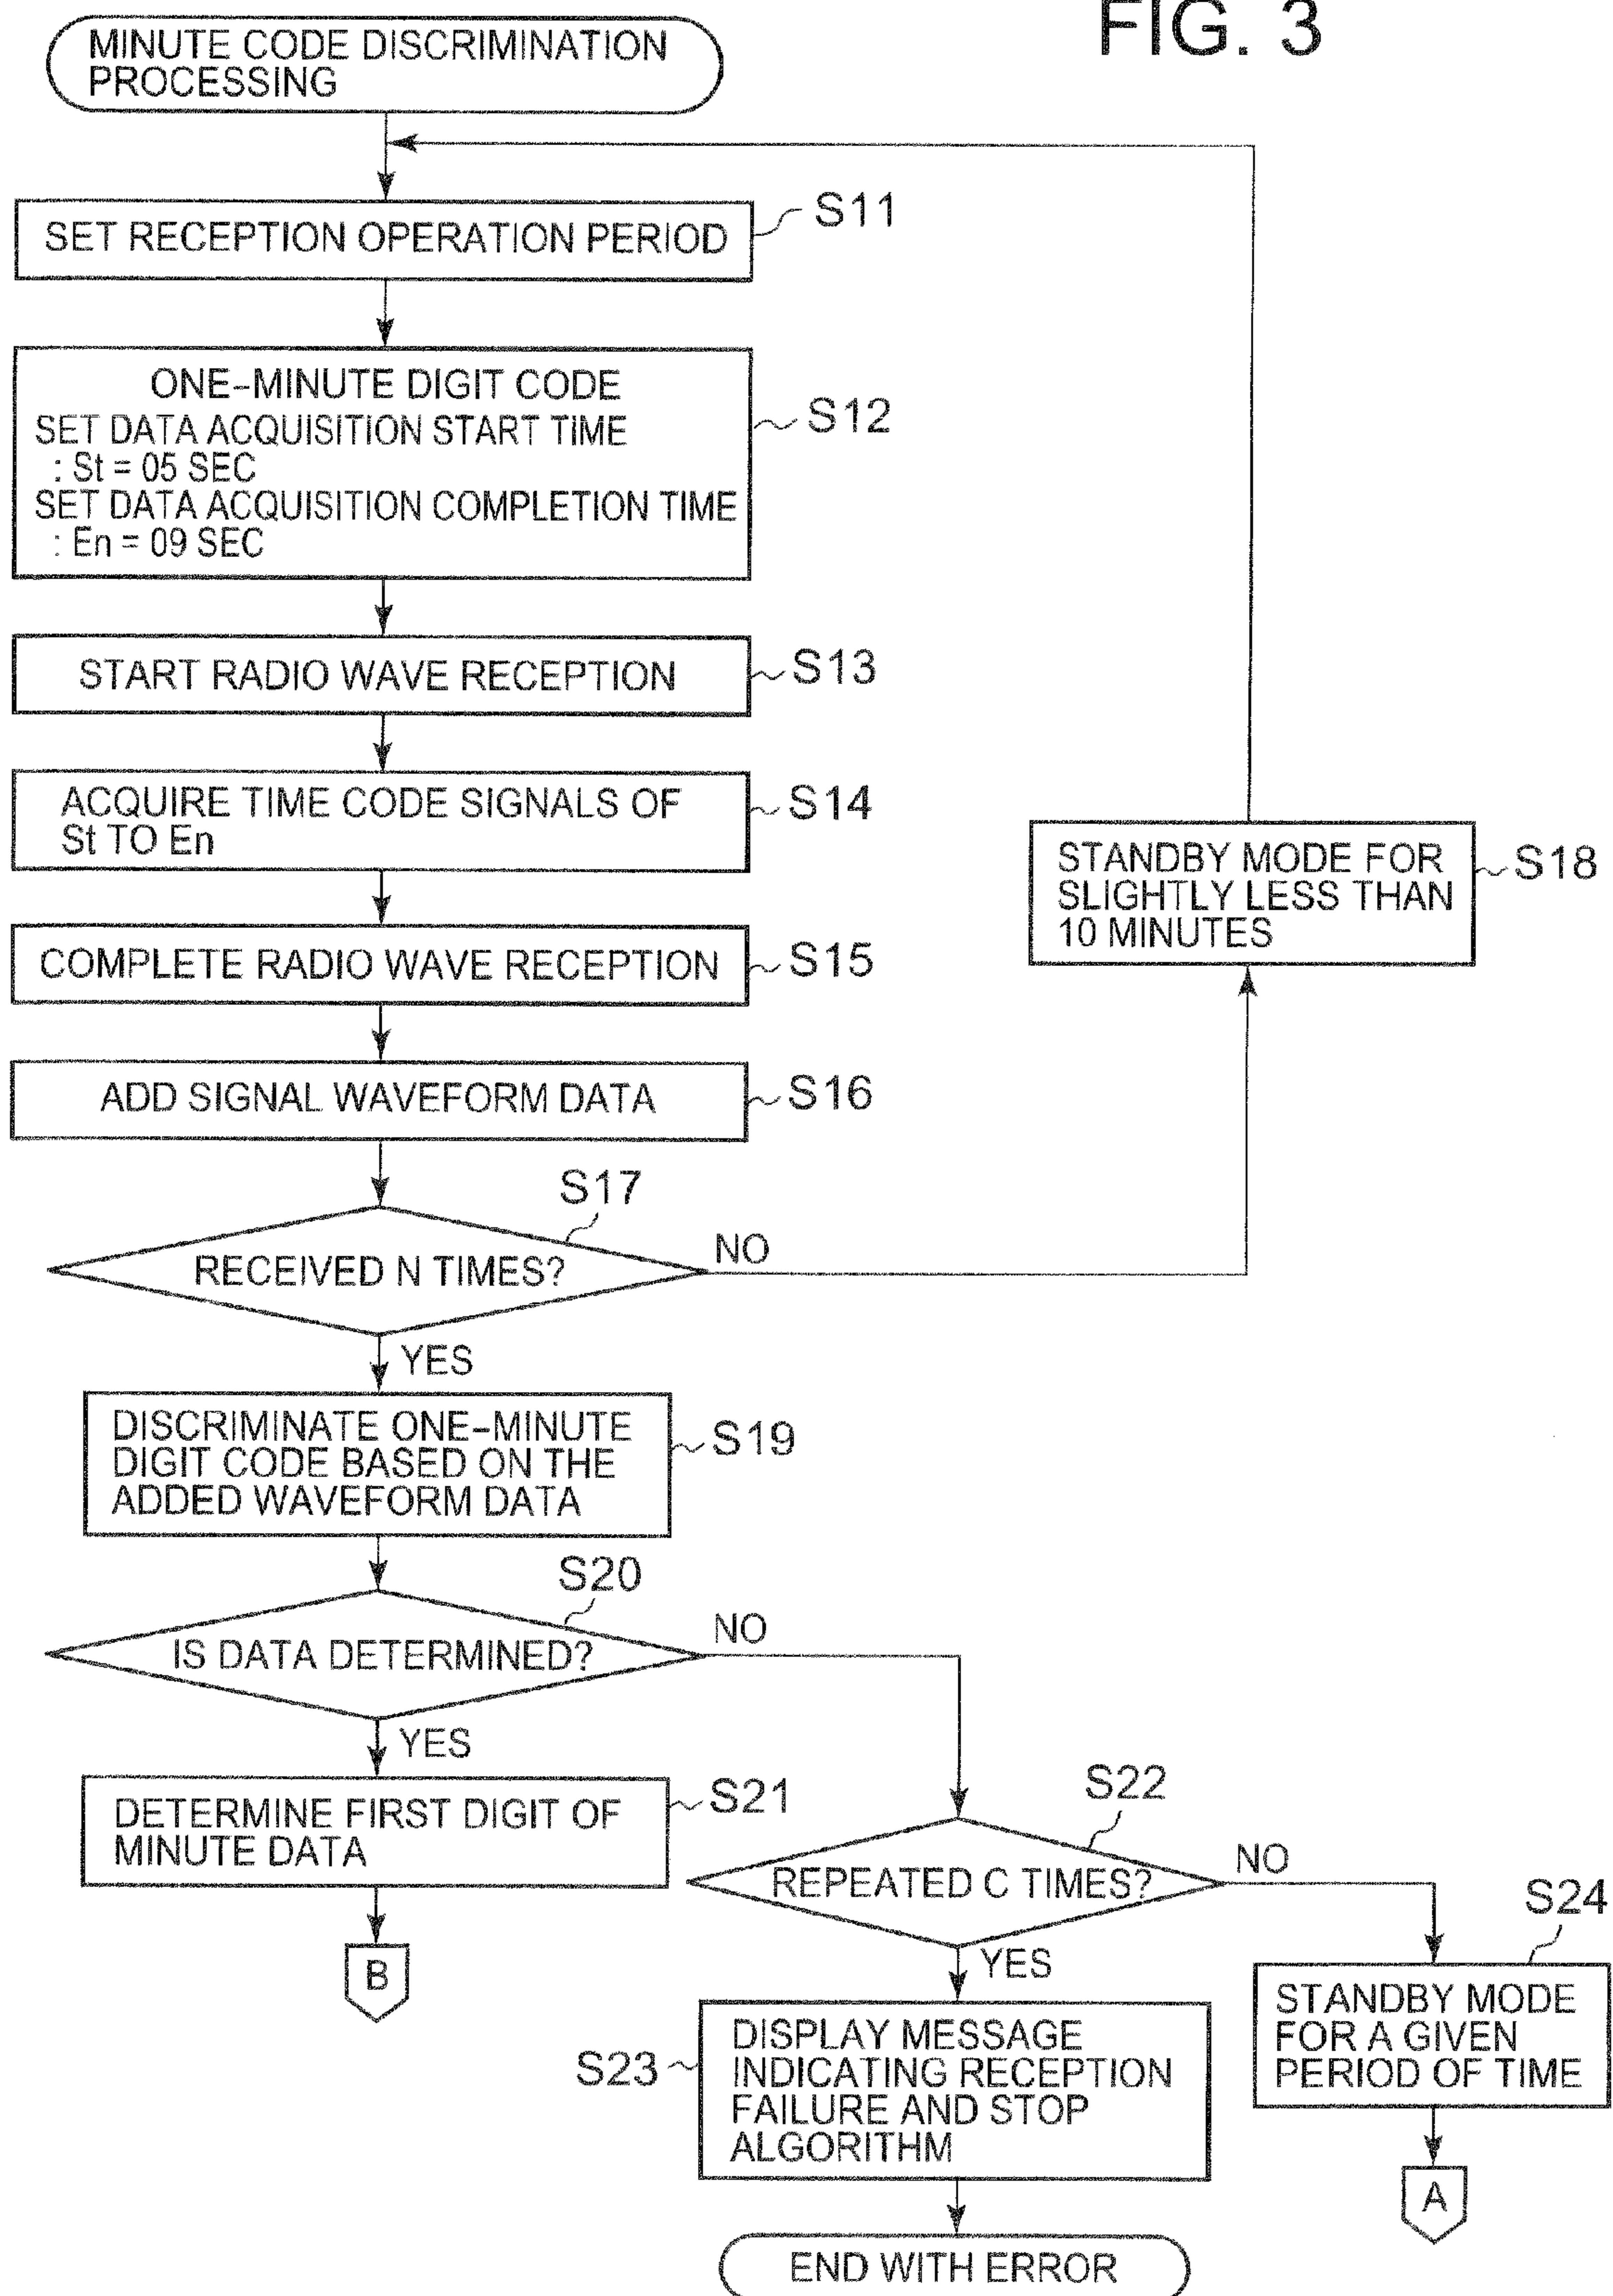 FIG. 3
MINUTE CODE DISCRIMINATION
PROCESSING
SET RECEPTION OPERATION PERIOD
S11
ONE-MINUTE DIGIT CODE
SET DATA ACQUISITION START TIME
: St = 05 SEC
SET DATA ACQUISITION COMPLETION TIME
: En = 09 SEC
S12
START RADIO WAVE RECEPTION
S13
ACQUIRE TIME CODE SIGNALS OF
St TO En
S14
STANDBY MODE FOR
SLIGHTLY LESS THAN
10 MINUTES
S18
COMPLETE RADIO WAVE RECEPTION
S15
ADD SIGNAL WAVEFORM DATA
S16
S17
RECEIVED N TIMES?
NO
YES
DISCRIMINATE ONE-MINUTE
DIGIT CODE BASED ON THE
ADDED WAVEFORM DATA
S19
S20
IS DATA DETERMINED?
NO
YES
DETERMINE FIRST DIGIT OF
MINUTE DATA
S21
B
S22
REPEATED C TIMES?
NO
YES
S24
STANDBY MODE
FOR A GIVEN
PERIOD OF TIME
A
S23
DISPLAY MESSAGE
INDICATING RECEPTION
FAILURE AND STOP
ALGORITHM
END WITH ERROR